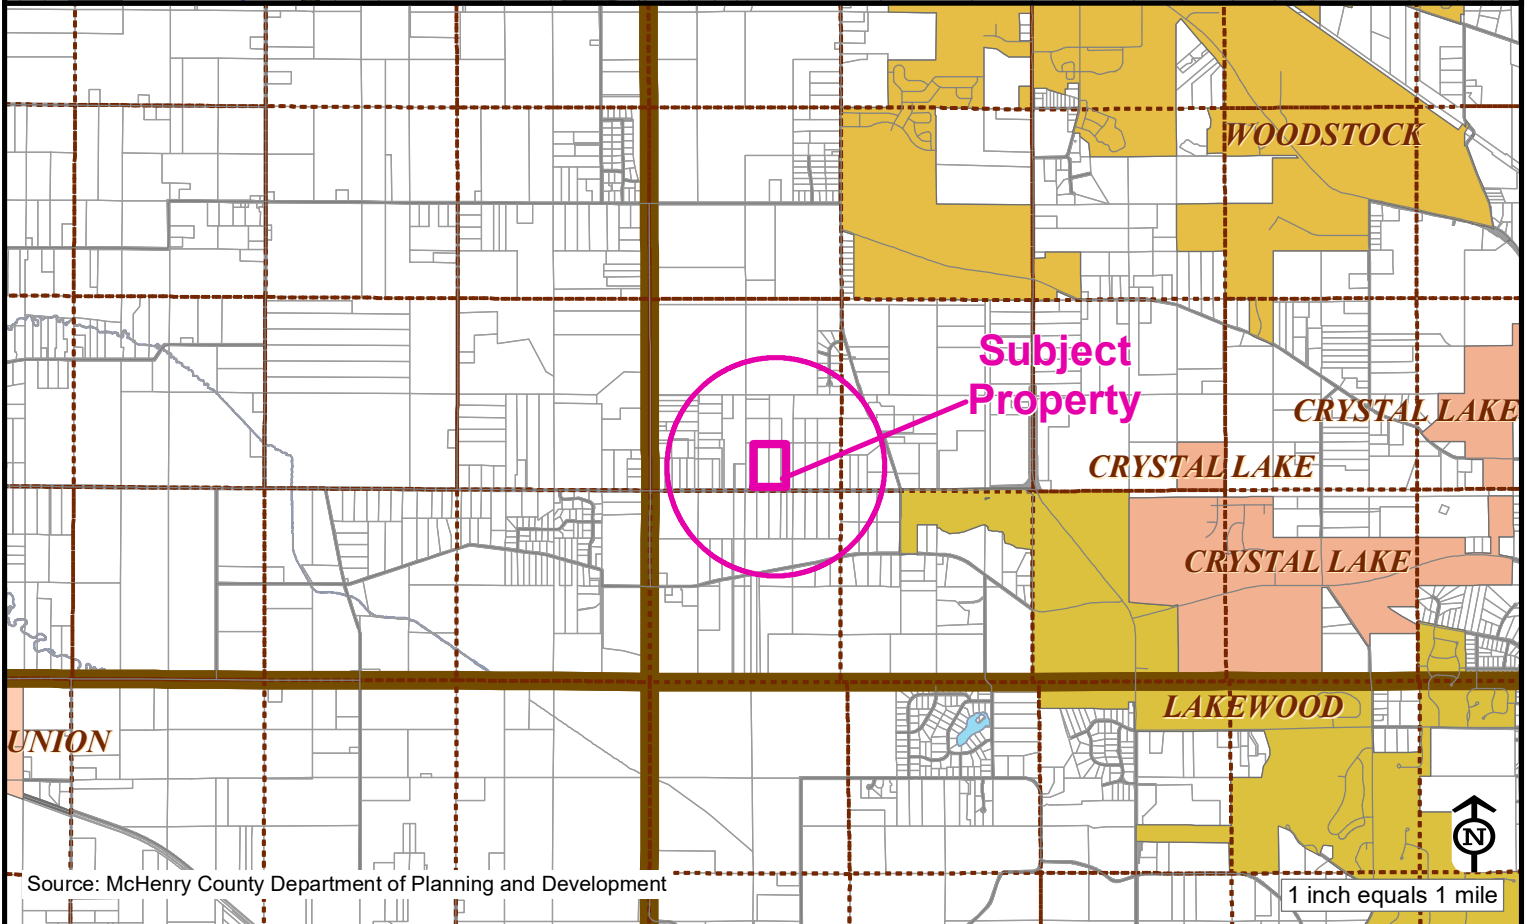 WOODSTOCK
Subject
Property
CRYSTAL LAKE
CRYSTAL LAKE
CRYSTAL LAKE
LAKEWOOD
UNION
N
Source: McHenry County Department of Planning and Development
1 inch equals 1 mile